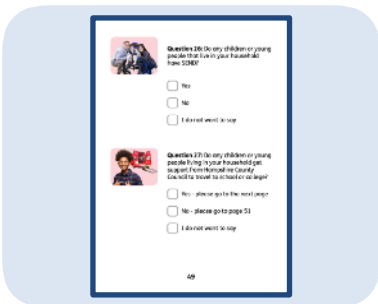 Question 26: Do any children or young
people that live in your household
have SEND?
Yes
No
I do not want to say
Question 27: Do any children or young
people living in your household get
support from Hampshire County
Council to travel to school or college?
Yes - please go to the next page
No - please go to page 51
I do not want to say
49